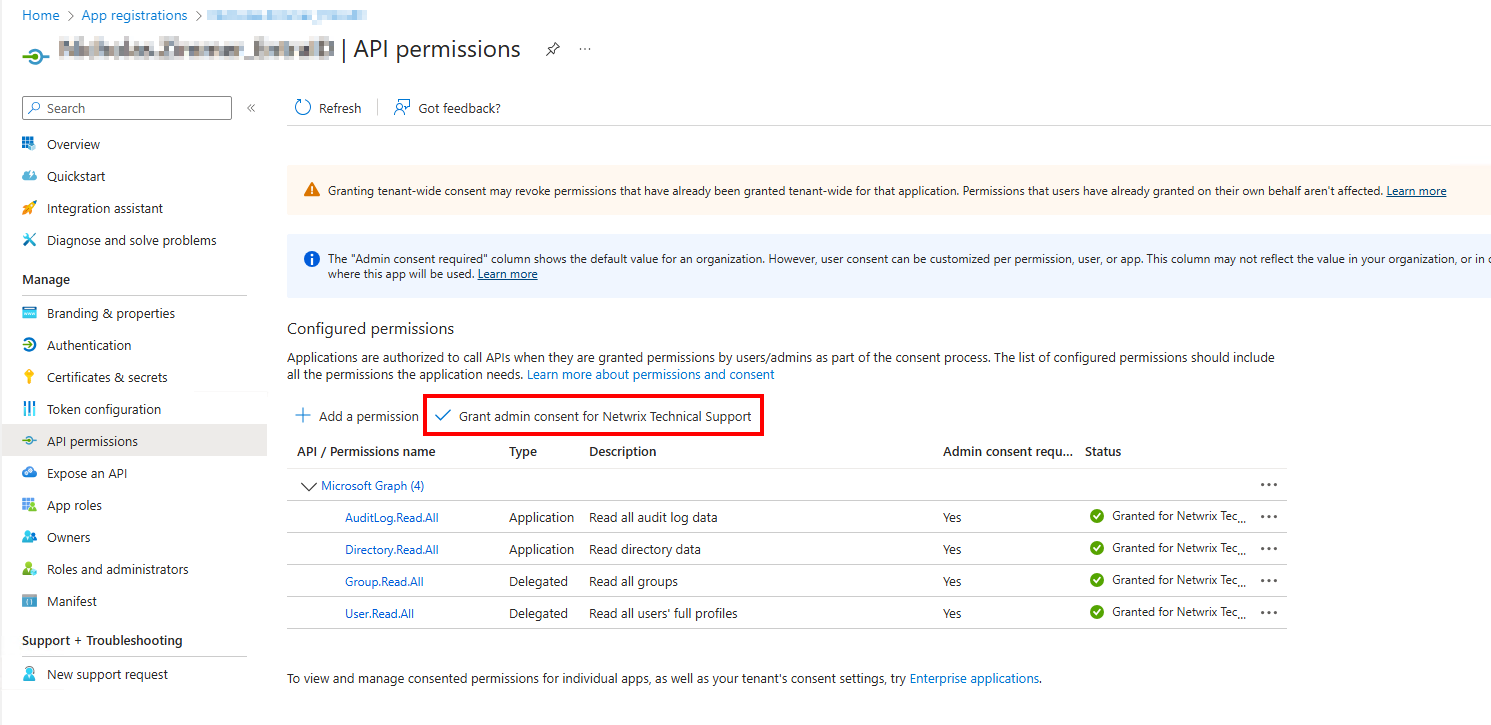 Home > App registrations >
| API permissions ...
Search «
Refresh Got feedback?
Overview
Quickstart
Integration assistant
Diagnose and solve problems
Manage
Branding & properties
Authentication
Certificates & secrets
Token configuration
API permissions
Expose an API
App roles
Owners
Roles and administrators
Manifest
Support + Troubleshooting
New support request
Granting tenant-wide consent may revoke permissions that have already been granted tenant-wide for that application. Permissions that users have already granted on their own behalf aren't affected. Learn more
The "Admin consent required" column shows the default value for an organization. However, user consent can be customized per permission, user, or app. This column may not reflect the value in your organization, or in
where this app will be used. Learn more
Configured permissions
Applications are authorized to call APIs when they are granted permissions by users/admins as part of the consent process. The list of configured permissions should include
all the permissions the application needs. Learn more about permissions and consent
Add a permission Grant admin consent for Netwrix Technical Support
API / Permissions name Type Description Admin consent requ... Status
Microsoft Graph (4) ...
AuditLog.Read.All Application Read all audit log data Yes Granted for Netwrix Tec... ...
Directory.Read.All Application Read directory data Yes Granted for Netwrix Tec... ...
Group.Read.All Delegated Read all groups Yes Granted for Netwrix Tec... ...
User.Read.All Delegated Read all users' full profiles Yes Granted for Netwrix Tec... ...
To view and manage consented permissions for individual apps, as well as your tenant's consent settings, try Enterprise applications.